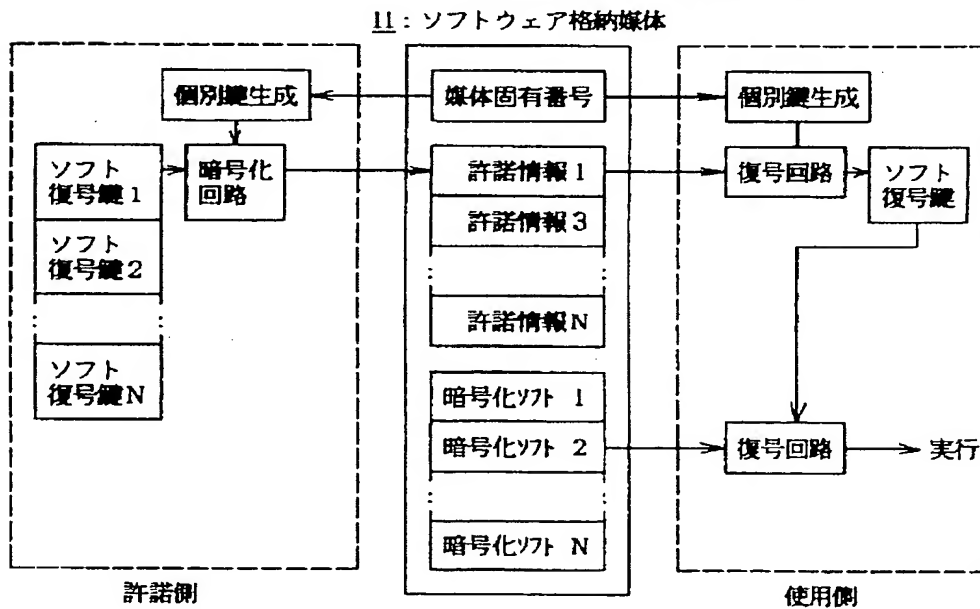 11：ソフトウェア格納媒体
個別鍵生成
媒体固有番号
個別鍵生成
ソフト
復号鍵1
暗号化
回路
許諾情報1
復号回路
ソフト
復号鍵
ソフト
復号鍵2
許諾情報3
許諾情報N
ソフト
復号鍵N
暗号化ソフト 1
暗号化ソフト 2
復号回路
実行
暗号化ソフト N
許諾側
使用側